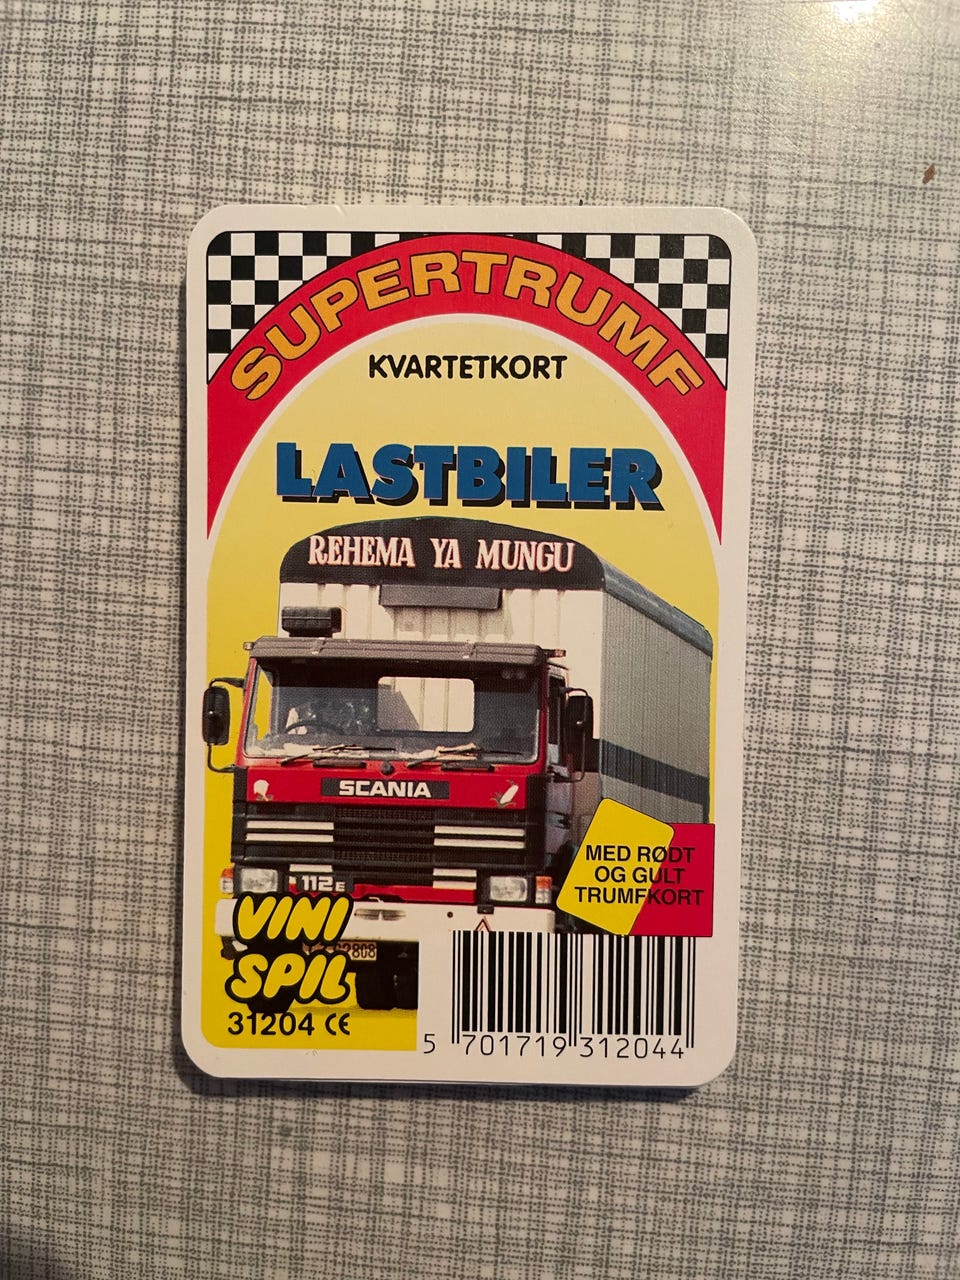 SUPERTRUMF
KVARTETKORT
LASTBILER
REHEMA YA MUNGU
SCANIA
112E
MED RØDT
OG GULT
TRUMFKORT
VINI
SPIL
2808
31204 CE
5 701719 312044